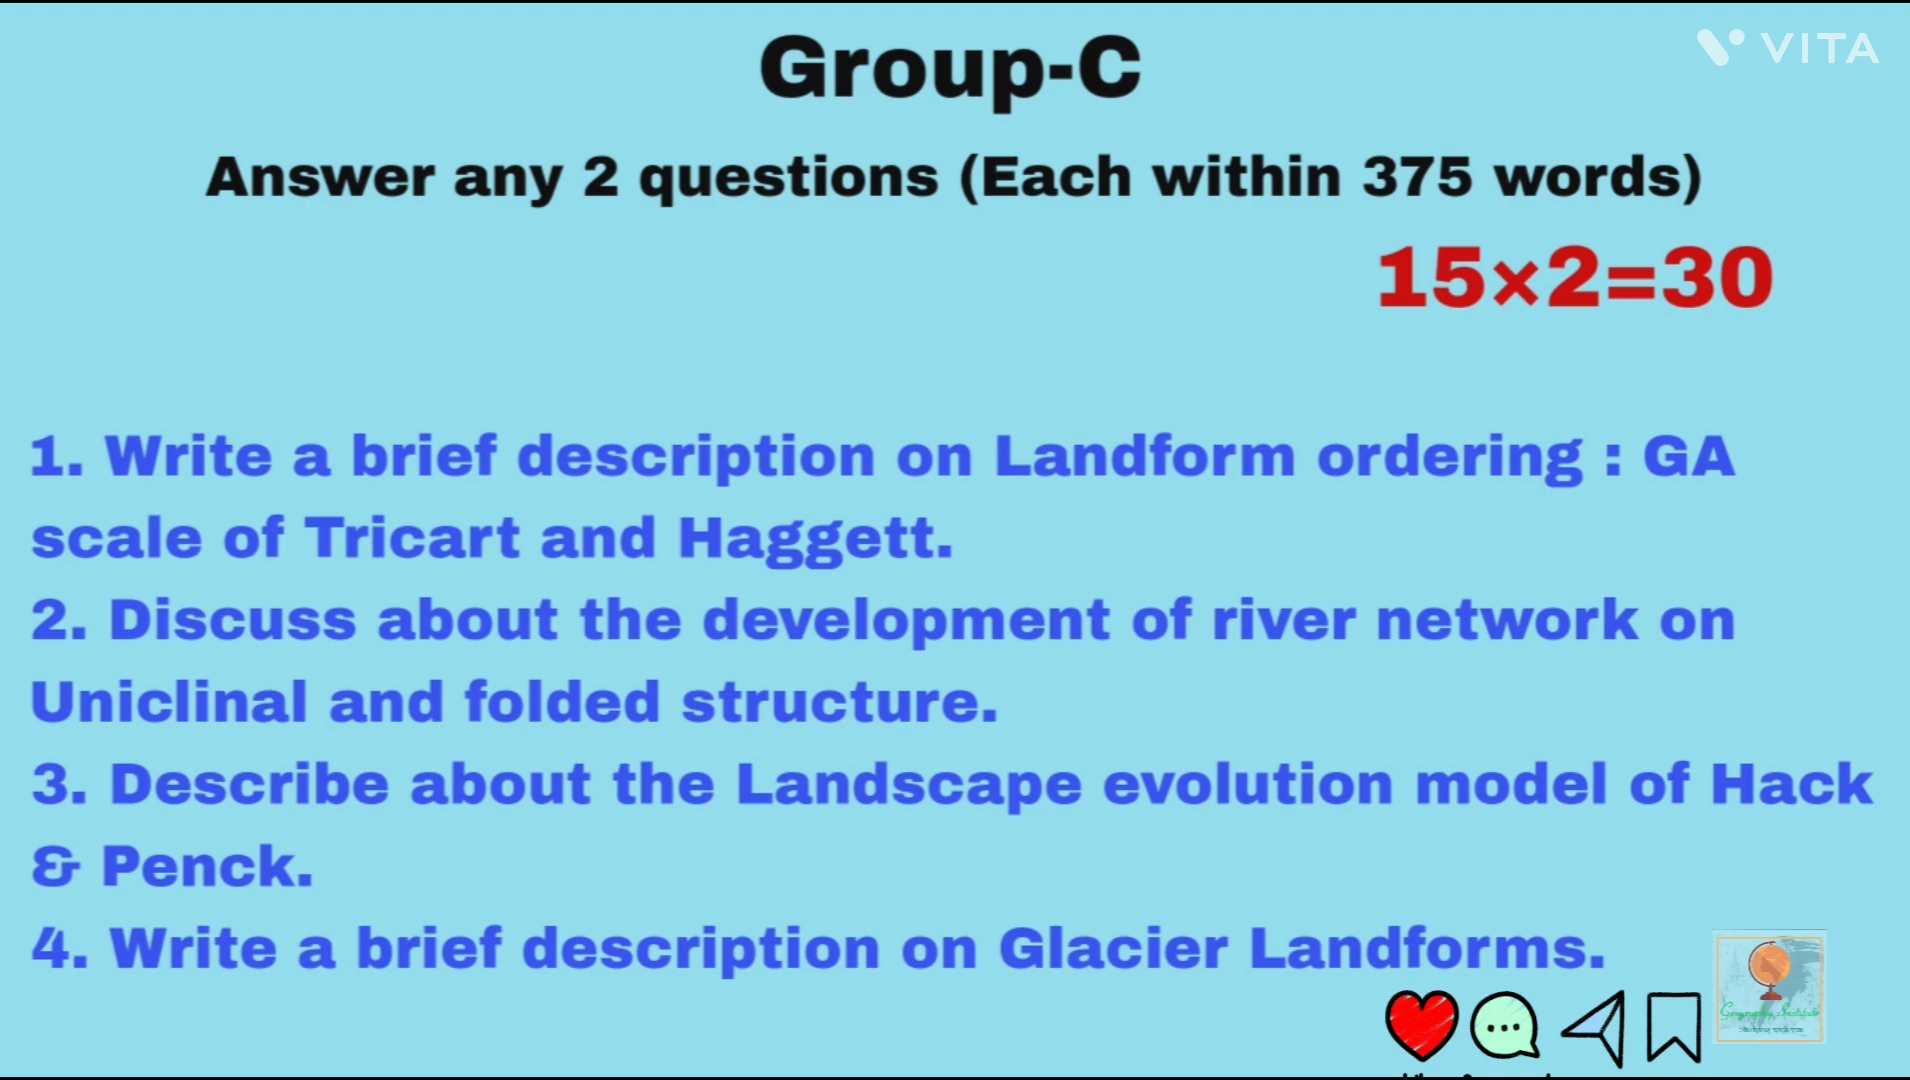 VITA
Group-C
Answer any 2 questions (Each within 375 words)
15×2=30
1. Write a brief description on Landform ordering : GA
scale of Tricart and Haggett.
2. Discuss about the development of river network on
Uniclinal and folded structure.
3. Describe about the Landscape evolution model of Hack
& Penck.
4. Write a brief description on Glacier Landforms.
Geography Institute